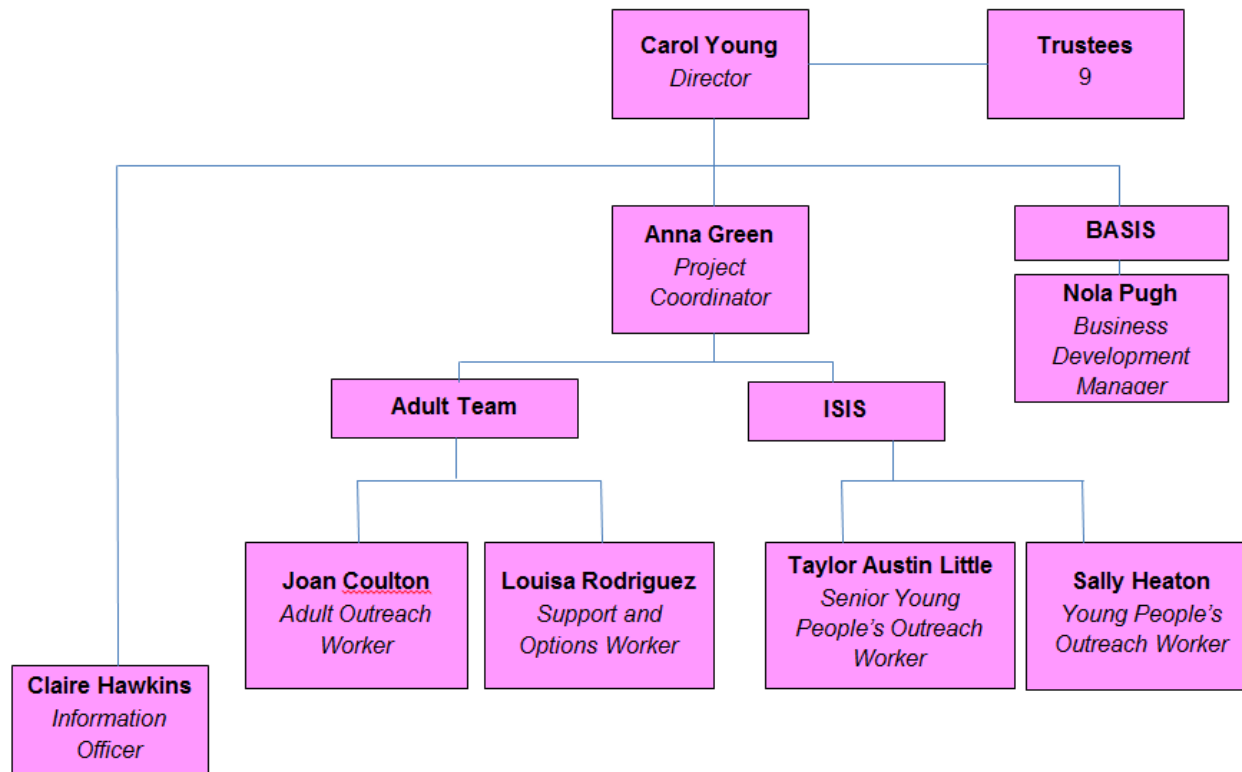 Carol Young
Director
Trustees
9
Anna Green
Project
Coordinator
BASIS
Nola Pugh
Business
Development
Manager
Adult Team
ISIS
Joan Coulton
Adult Outreach
Worker
Louisa Rodriguez
Support and
Options Worker
Taylor Austin Little
Senior Young
People’s Outreach
Worker
Sally Heaton
Young People’s
Outreach Worker
Claire Hawkins
Information
Officer